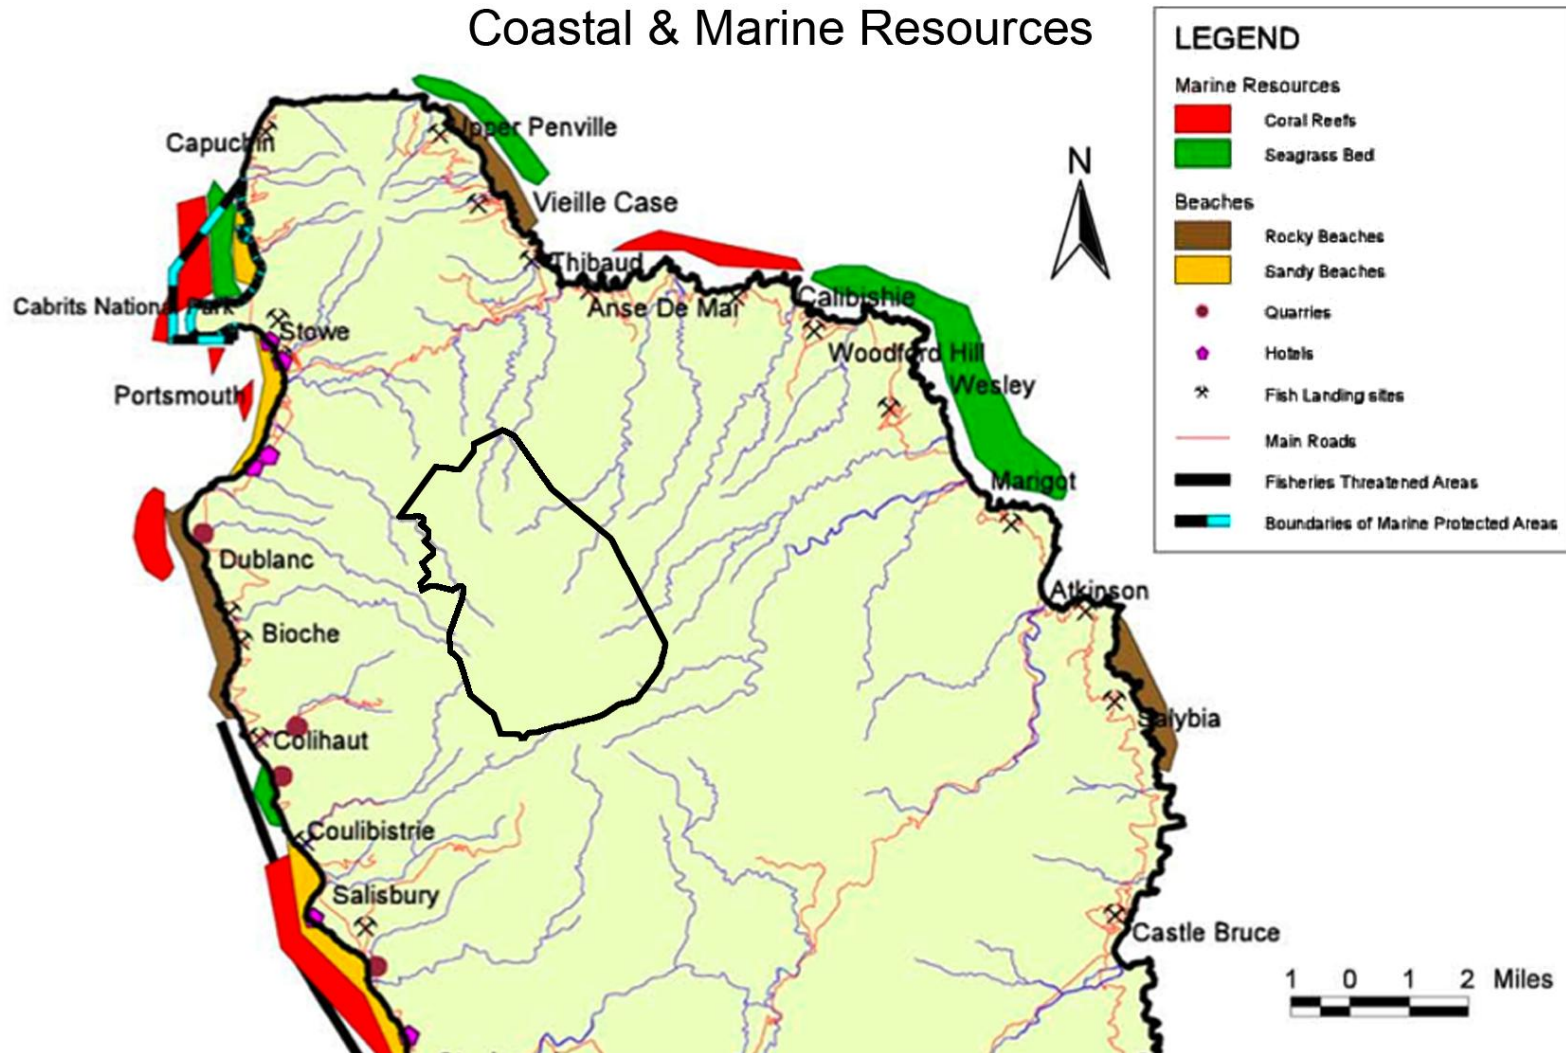 Coastal & Marine Resources
LEGEND
Marine Resources
Coral Reefs
Seagrass Bed
Beaches
Rocky Beaches
Sandy Beaches
Quarries
Hotels
Fish Landing sites
Main Roads
Fisheries Threatened Areas
Boundaries of Marine Protected Areas
N
Upper Penville
Capuchin
Vieille Case
Thibaud
Cabrits National Park
Anse De Mai
Calibishie
Stowe
Woodford Hill
Portsmouth
Wesley
Marigot
Dublanc
Atkinson
Bioche
Salybia
Colihaut
Coulibistrie
Salisbury
Castle Bruce
1 0 1 2 Miles